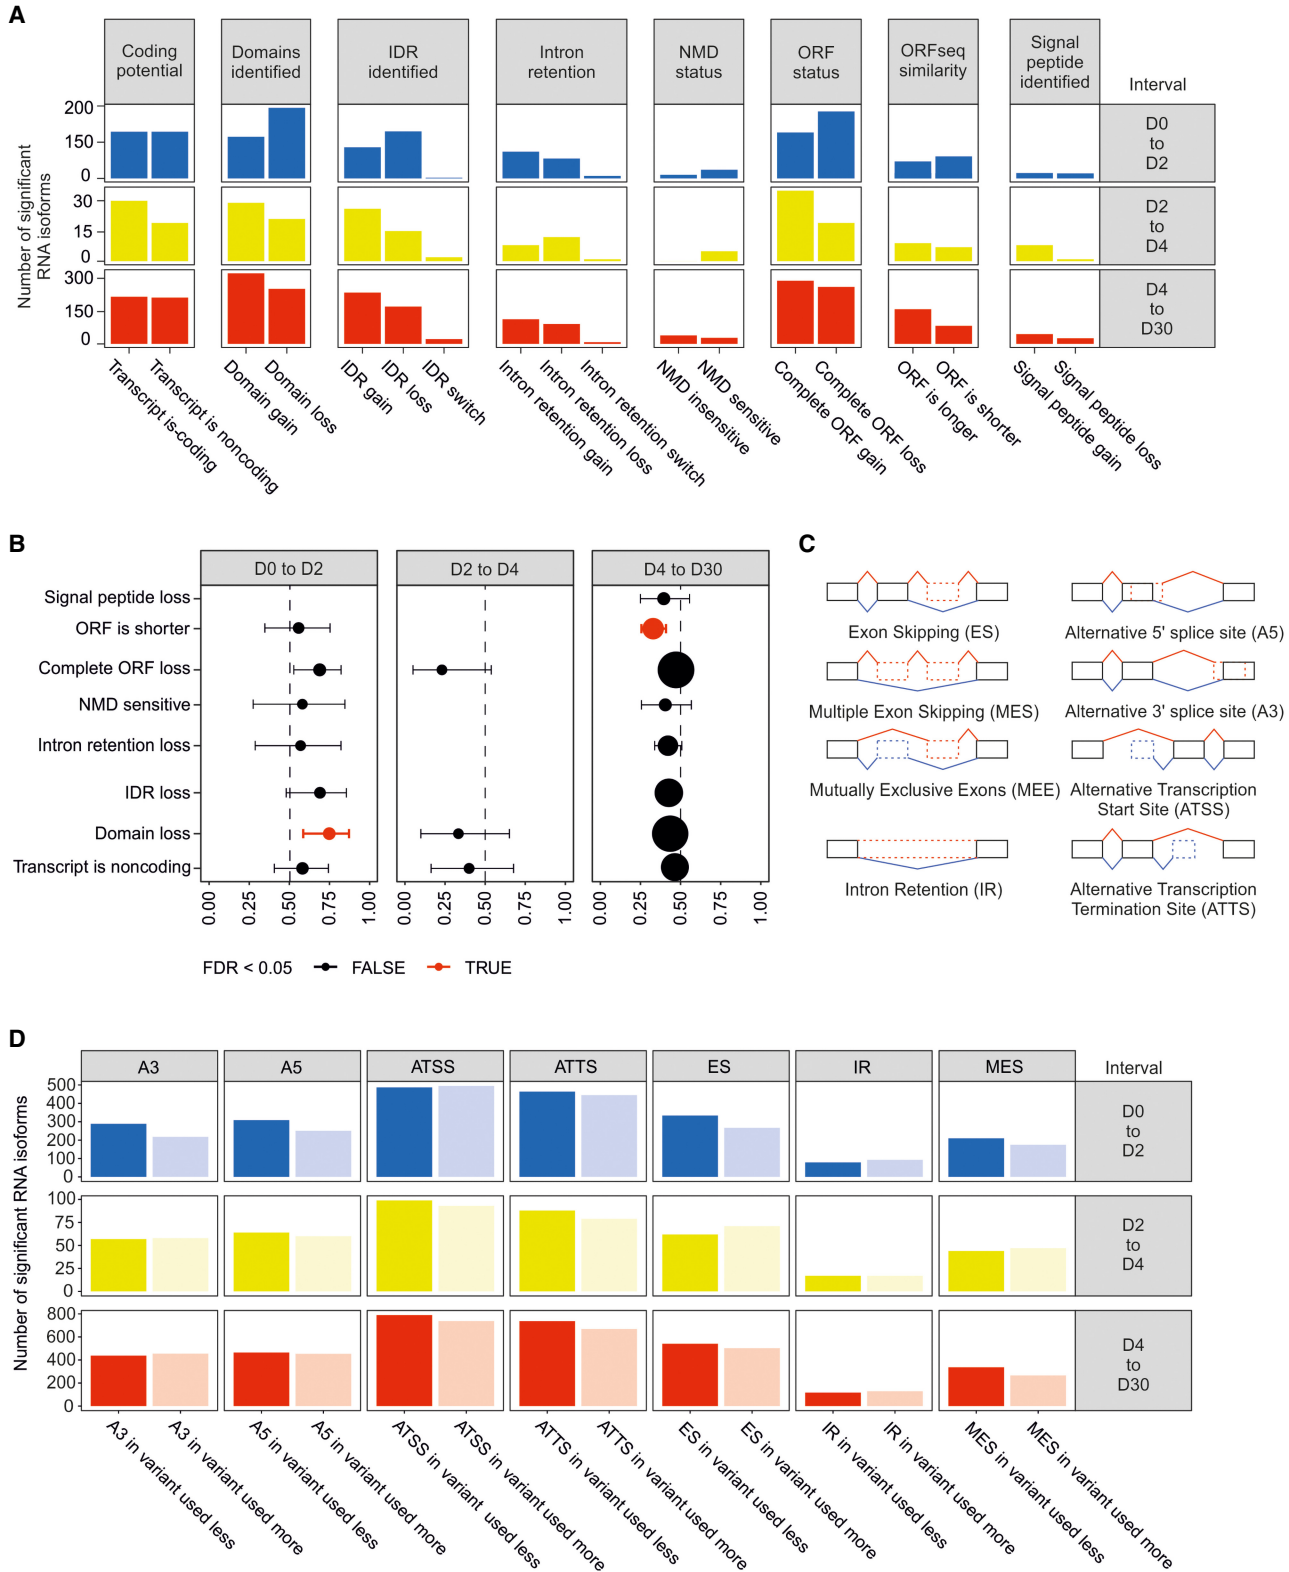 A
Coding
potential
Domains
identified
IDR
identified
Intron
retention
NMD
status
ORF
status
ORFseq
similarity
Signal
peptide
identified
Interval
Number of significant
RNA isoforms
200
150
0
D0
to
D2
30
15
0
D2
to
D4
300
150
0
D4
to
D30
Transcript is-coding
Transcript is noncoding
Domain gain
Domain loss
IDR gain
IDR loss
IDR switch
Intron retention gain
Intron retention loss
Intron retention switch
NMD insensitive
NMD sensitive
Complete ORF gain
Complete ORF loss
ORF is longer
ORF is shorter
Signal peptide gain
Signal peptide loss
B
D0 to D2
D2 to D4
D4 to D30
Signal peptide loss
ORF is shorter
Complete ORF loss
NMD sensitive
Intron retention loss
IDR loss
Domain loss
Transcript is noncoding
0.00 0.25 0.50 0.75 1.00
0.00 0.25 0.50 0.75 1.00
0.00 0.25 0.50 0.75 1.00
FDR < 0.05 FALSE TRUE
C
Exon Skipping (ES)
Alternative 5' splice site (A5)
Multiple Exon Skipping (MES)
Alternative 3' splice site (A3)
Mutually Exclusive Exons (MEE)
Alternative Transcription
Start Site (ATSS)
Intron Retention (IR)
Alternative Transcription
Termination Site (ATTS)
D
A3
A5
ATSS
ATTS
ES
IR
MES
Interval
Number of significant RNA isoforms
500
400
300
200
100
0
D0
to
D2
100
75
50
25
0
D2
to
D4
800
600
400
200
0
D4
to
D30
A3 in variant used less
A3 in variant used more
A5 in variant used less
A5 in variant used more
ATSS in variant used less
ATSS in variant used more
ATTS in variant used less
ATTS in variant used more
ES in variant used less
ES in variant used more
IR in variant used less
IR in variant used more
MES in variant used less
MES in variant used more